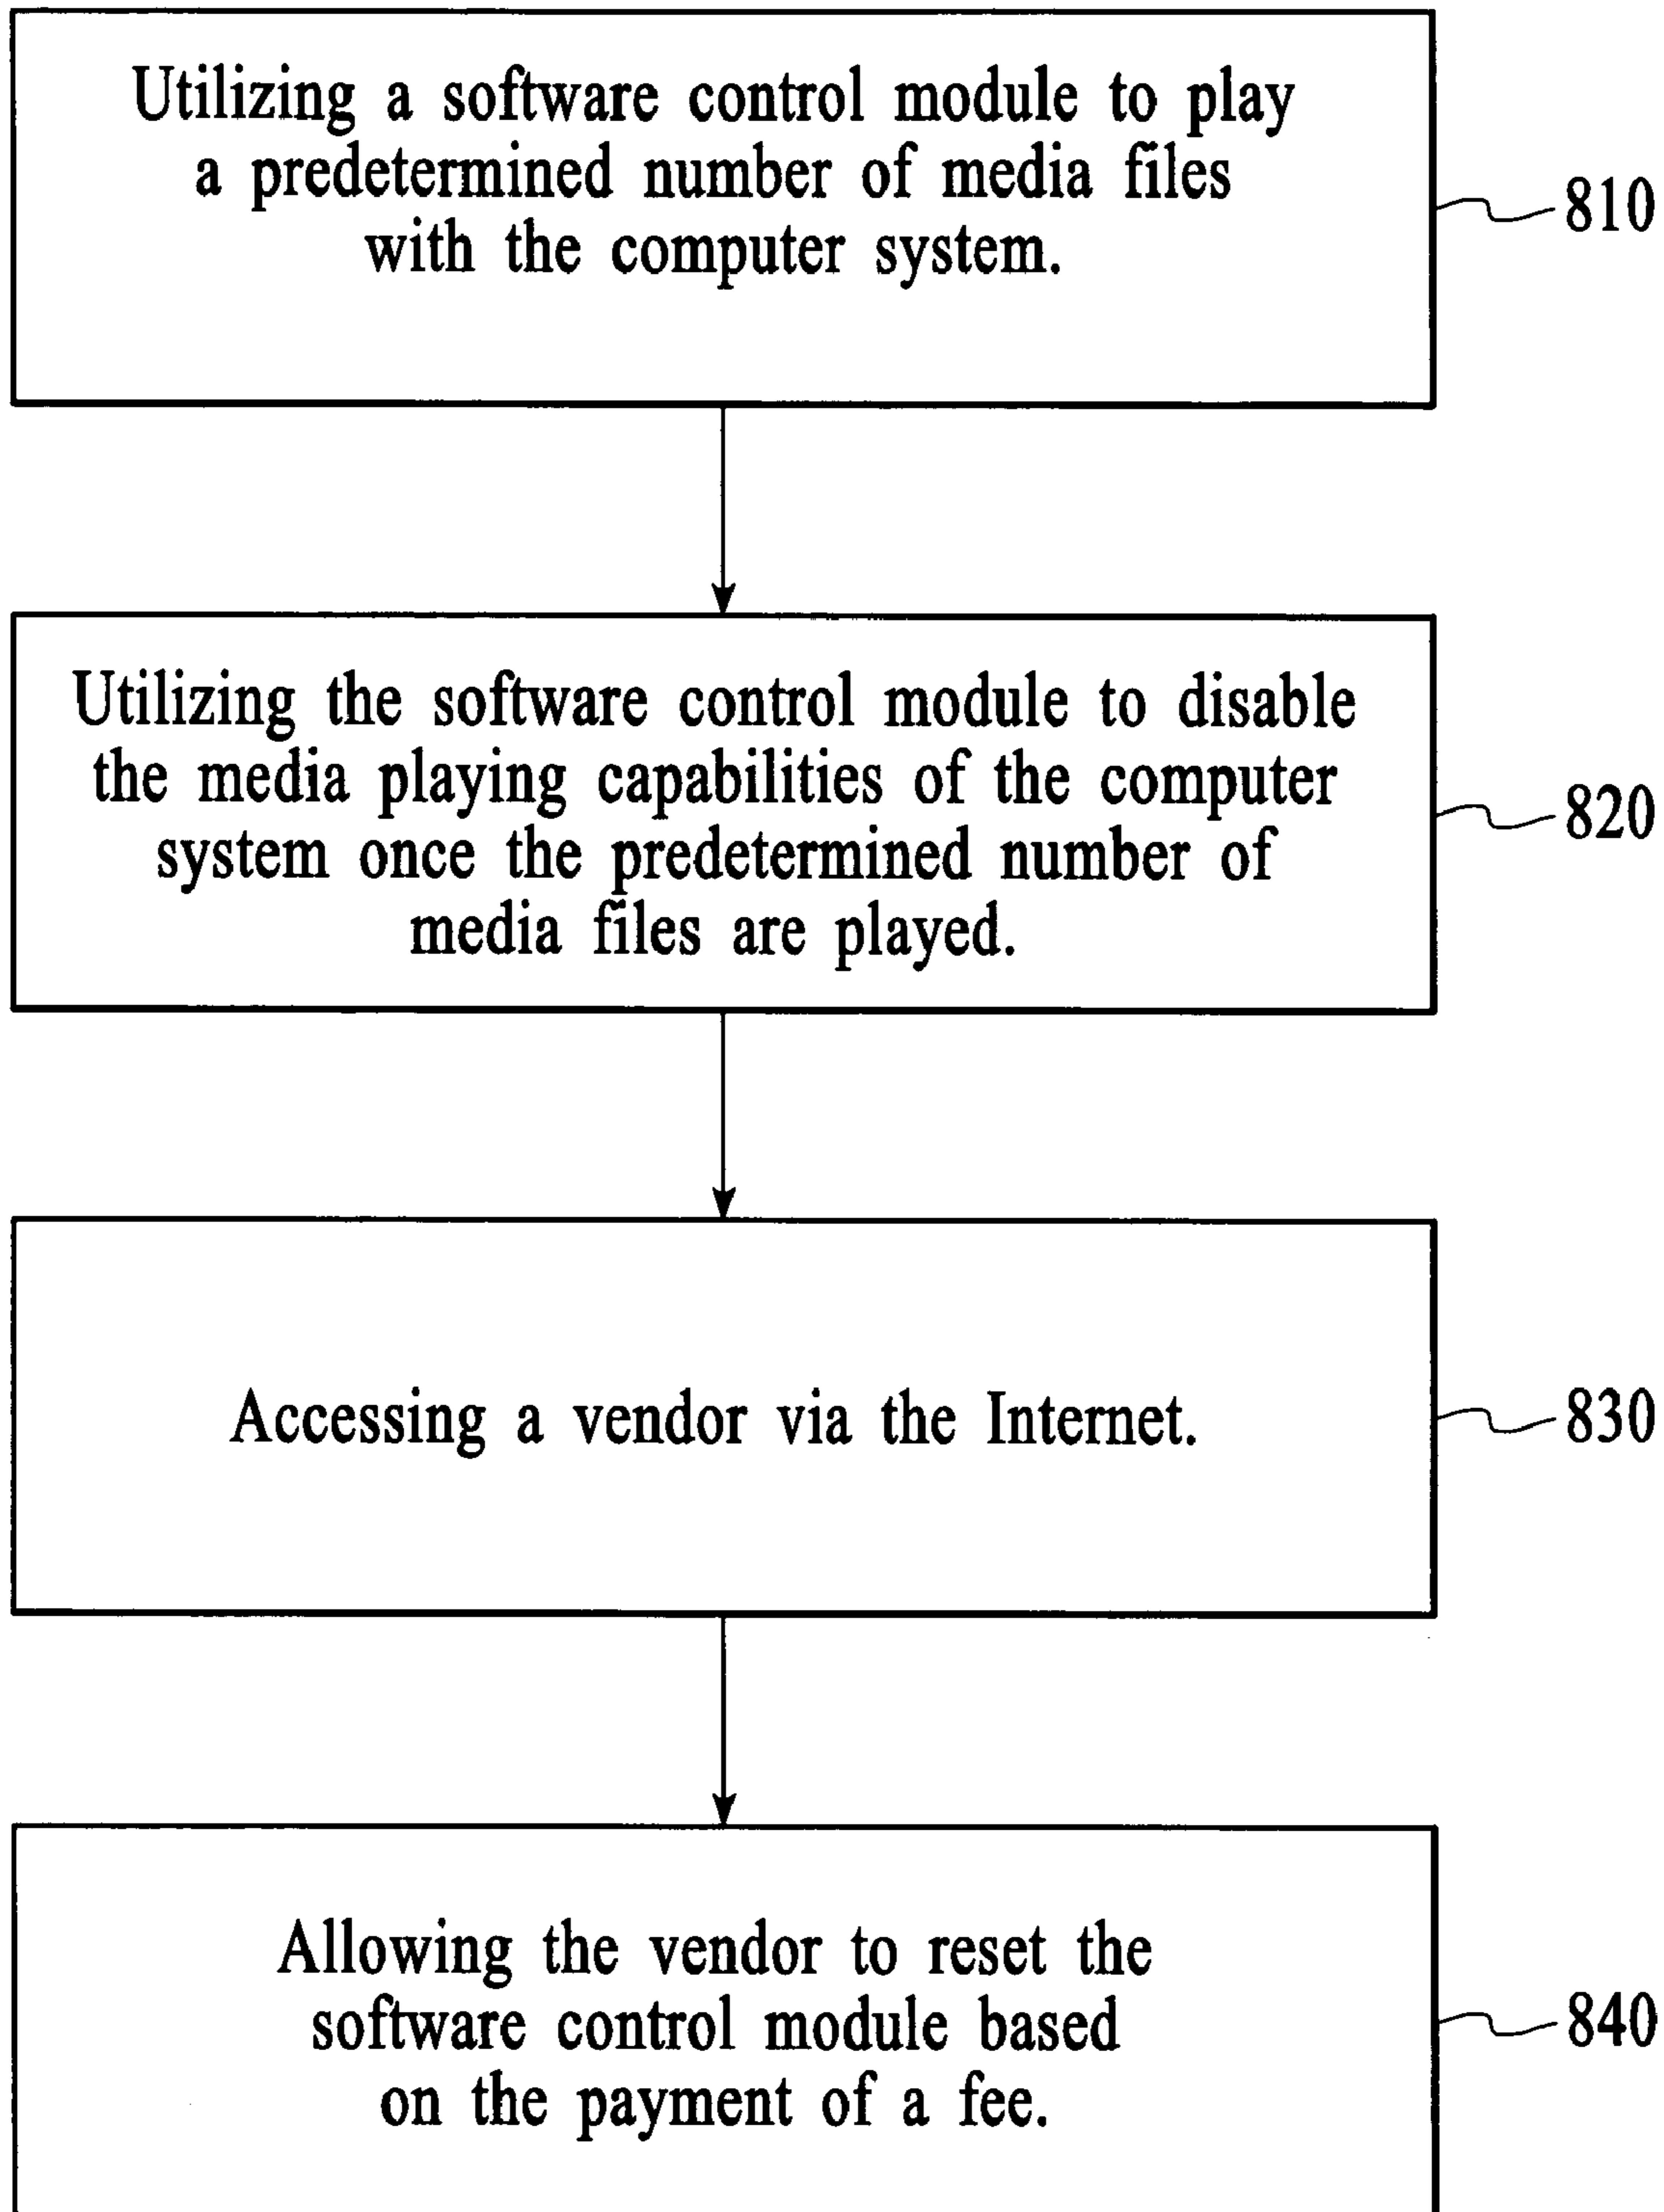 Utilizing a software control module to play
a predetermined number of media files
with the computer system.
810
Utilizing the software control module to disable
the media playing capabilities of the computer
system once the predetermined number of
media files are played.
820
Accessing a vendor via the Internet.
830
Allowing the vendor to reset the
software control module based
on the payment of a fee.
840